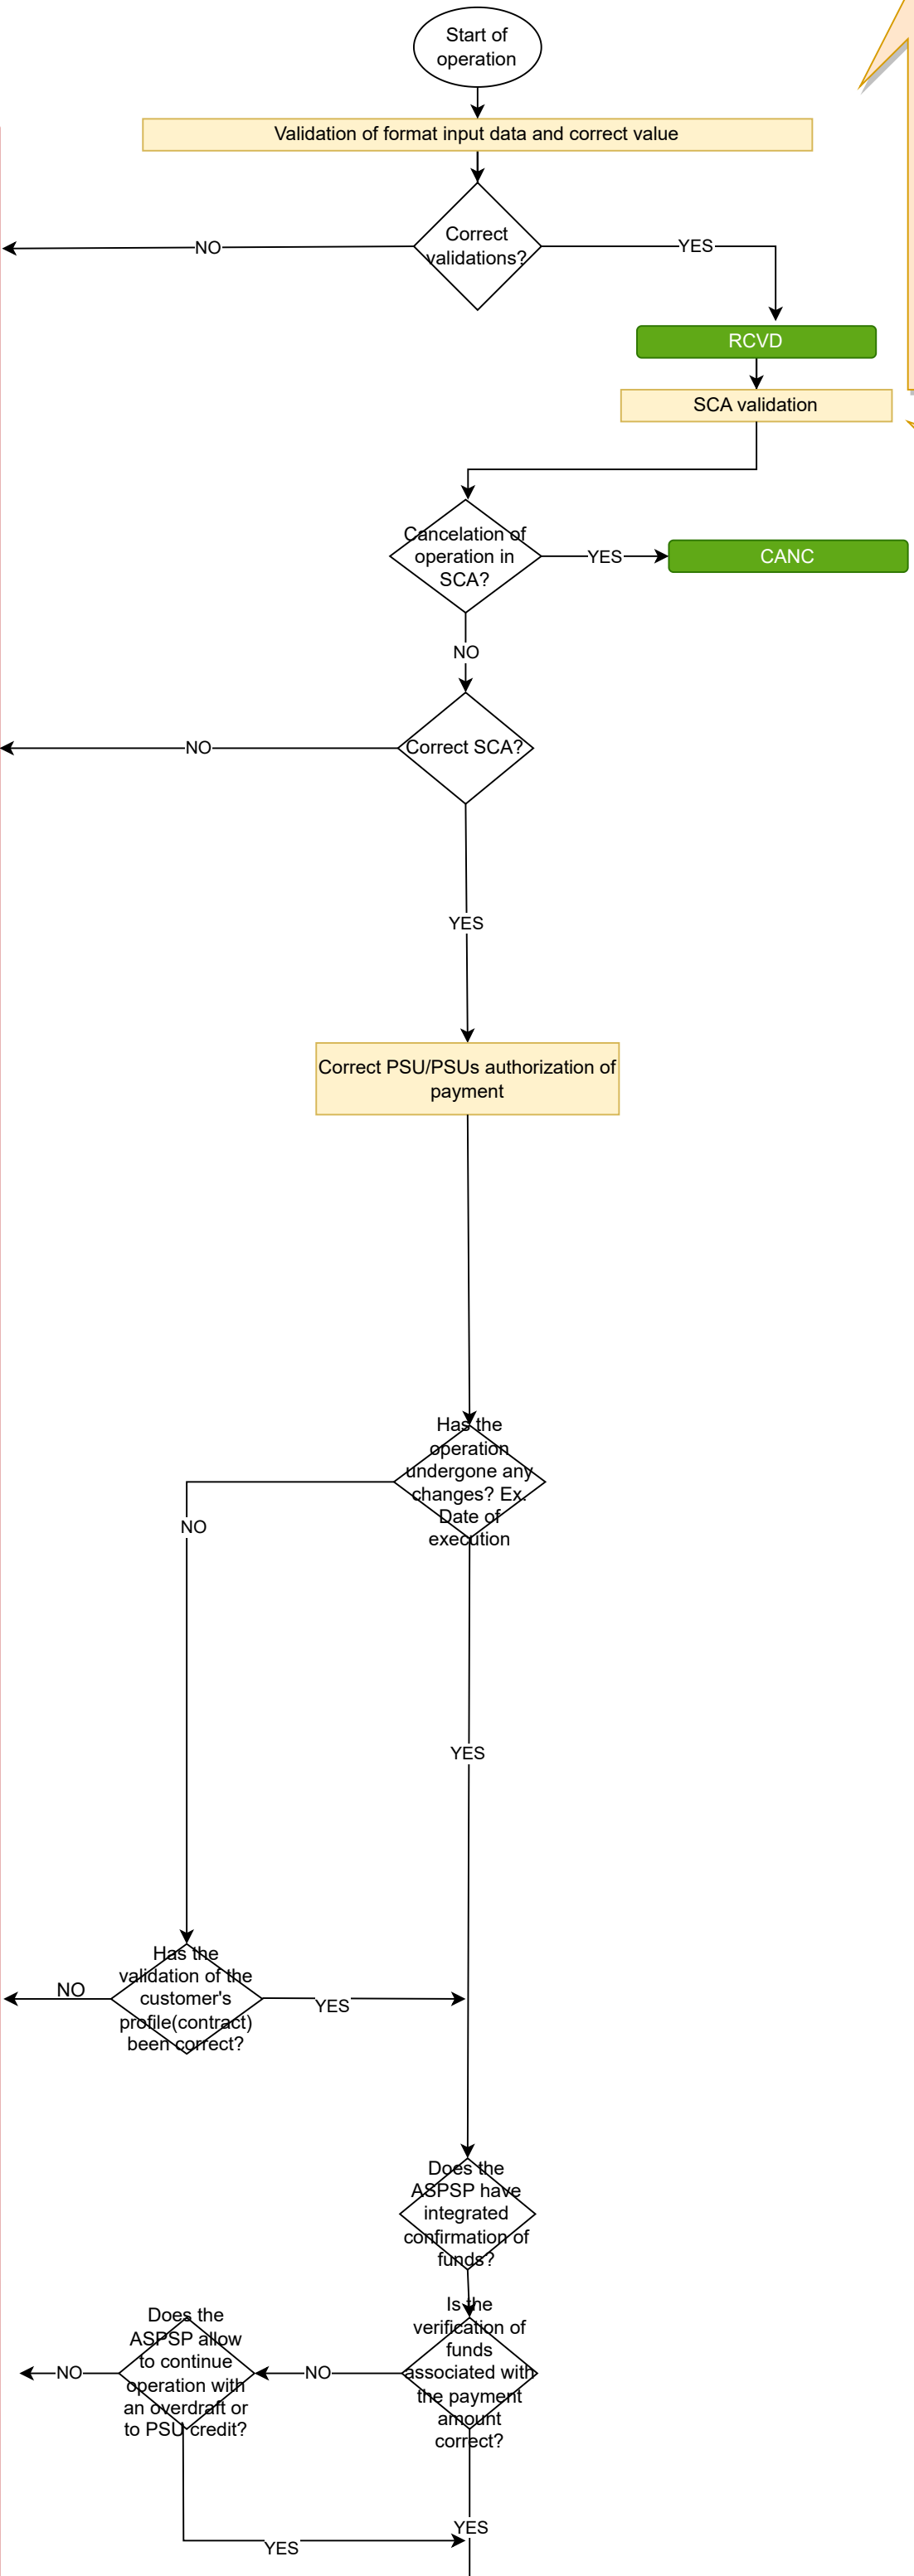 Start of
operation
Validation of format input data and correct value
Correct
validations?
NO
YES
RCVD
SCA validation
Cancelation of
operation in
SCA?
YES
CANC
NO
Correct SCA?
NO
YES
Correct PSU/PSUs authorization of
payment
Has the
operation
undergone any
changes? Ex.
Date of
execution
NO
YES
Has the
validation of the
customer's
profile(contract)
been correct?
NO
YES
Does the
ASPSP have
integrated
confirmation of
funds?
Is the
verification of
funds
associated with
the payment
amount
correct?
NO
Does the
ASPSP allow
to continue
operation with
an overdraft or
to PSU credit?
NO
YES
YES